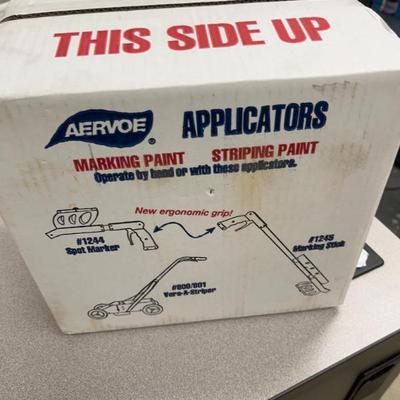 THIS SIDE UP
AERVOE ® APPLICATORS
MARKING PAINT STRIPING PAINT
Operate by hand or with these applicators.
New ergonomic grip!
#1244
Spot Marker
#1245
Marking Stick
#800/801
Vers-A-Striper